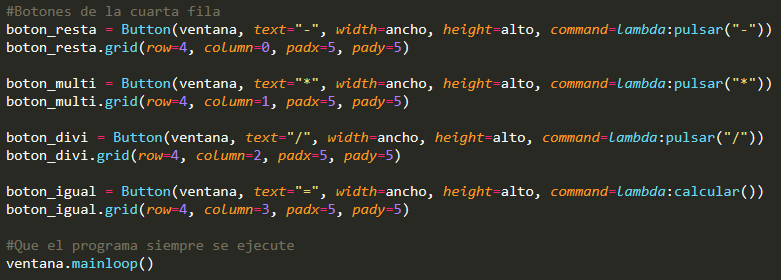 #Botones de la cuarta fila
boton_resta = Button(ventana, text="-", width=ancho, height=alto, command=lambda:pulsar("-"))
boton_resta.grid(row=4, column=0, padx=5, pady=5)
boton_multi = Button(ventana, text="*", width=ancho, height=alto, command=lambda:pulsar("*"))
boton_multi.grid(row=4, column=1, padx=5, pady=5)
boton_divi = Button(ventana, text="/", width=ancho, height=alto, command=lambda:pulsar("/"))
boton_divi.grid(row=4, column=2, padx=5, pady=5)
boton_igual = Button(ventana, text="=", width=ancho, height=alto, command=lambda:calcular())
boton_igual.grid(row=4, column=3, padx=5, pady=5)
#Que el programa siempre se ejecute
ventana.mainloop()